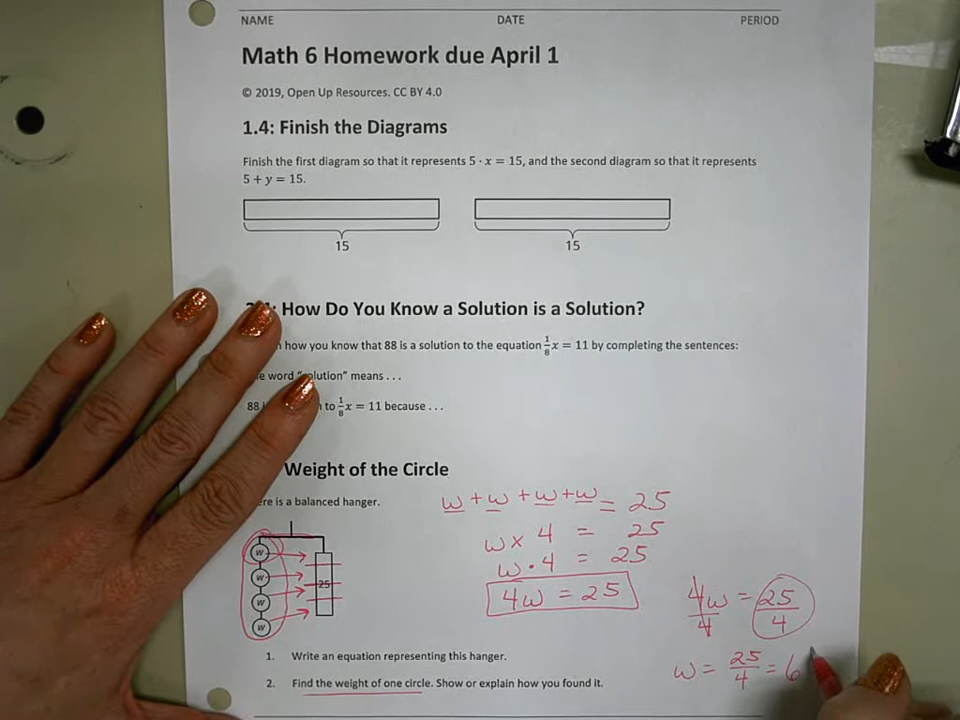 NAME DATE PERIOD
Math 6 Homework due April 1
© 2019, Open Up Resources. CC BY 4.0
1.4: Finish the Diagrams
Finish the first diagram so that it represents 5 · x = 15, and the second diagram so that it represents
5 + y = 15.
15 15
How Do You Know a Solution is a Solution?
how you know that 88 is a solution to the equation 1/8 x = 11 by completing the sentences:
word "solution" means . . .
88 to 1/8 x = 11 because . . .
Weight of the Circle
is a balanced hanger.
w + w + w + w = 25
w × 4 = 25
w · 4 = 25
4w = 25
w
w
w
w
25
4w/4 = 25/4
w = 25/4 = 6
1. Write an equation representing this hanger.
2. Find the weight of one circle. Show or explain how you found it.